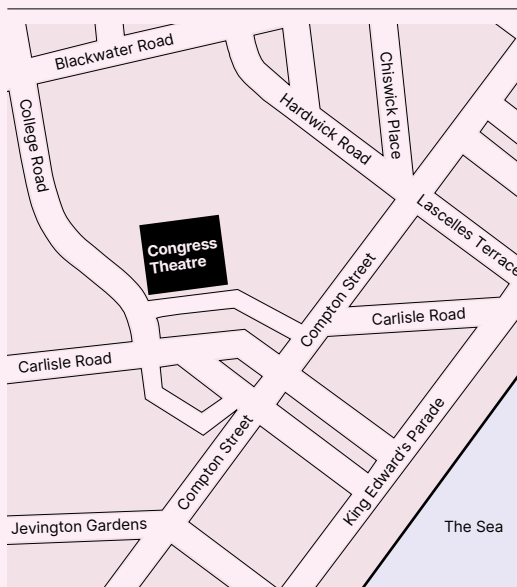 Blackwater Road
College Road
Hardwick Road
Chiswick Place
Lascelles Terrace
Congress
Theatre
Compton Street
Carlisle Road
Carlisle Road
Compton Street
King Edward's Parade
Jevington Gardens
The Sea